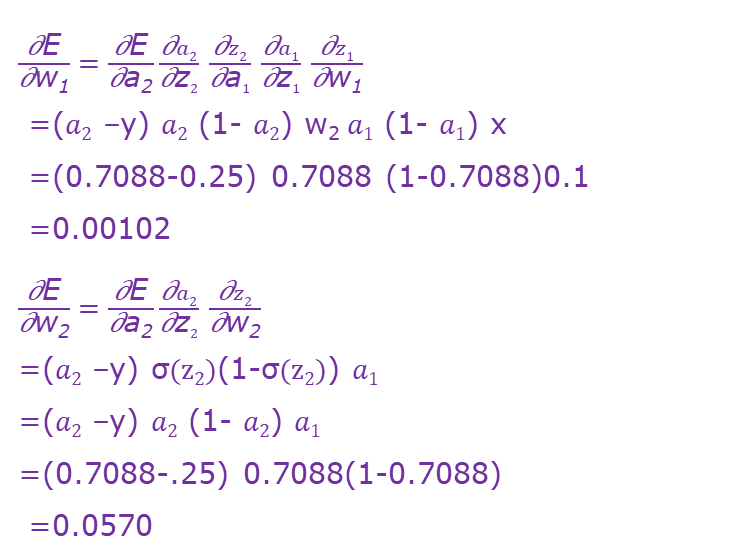 ∂E/∂w₁ = ∂E/∂a₂ ∂a₂/∂z₂ ∂z₂/∂a₁ ∂a₁/∂z₁ ∂z₁/∂w₁
=(a₂ –y) a₂ (1- a₂) w₂ a₁ (1- a₁) x
=(0.7088-0.25) 0.7088 (1-0.7088)0.1
=0.00102
∂E/∂w₂ = ∂E/∂a₂ ∂a₂/∂z₂ ∂z₂/∂w₂
=(a₂ –y) σ(z₂)(1-σ(z₂)) a₁
=(a₂ –y) a₂ (1- a₂) a₁
=(0.7088-.25) 0.7088(1-0.7088)
=0.0570